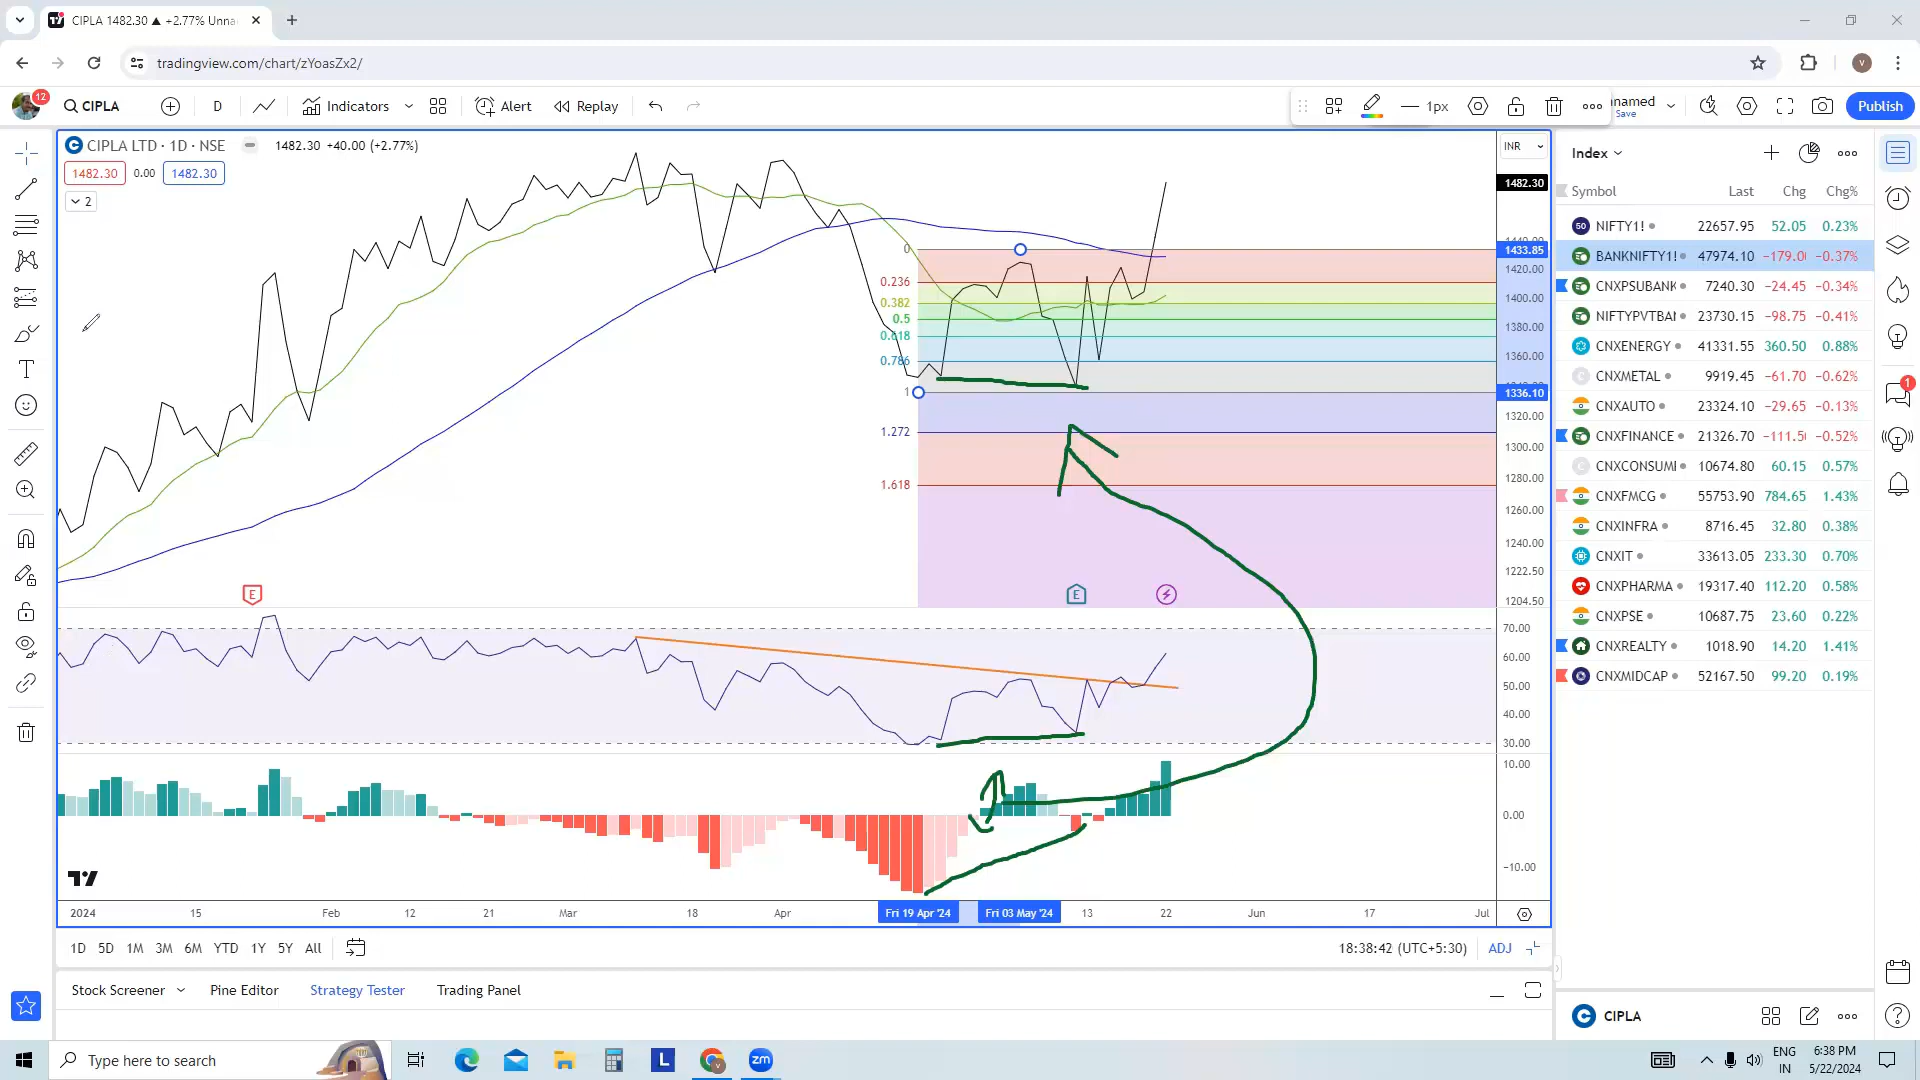 CIPLA 1482.30 ▲ +2.77% Unna
tradingview.com/chart/zYoasZx2/
12
CIPLA
D
Indicators
Alert
Replay
1px
nnamed
Save
Publish
CIPLA LTD · 1D · NSE
1482.30 +40.00 (+2.77%)
1482.30
0.00
1482.30
2
INR
1482.30
1433.85
1420.00
1400.00
1380.00
1360.00
1336.10
1320.00
1300.00
1280.00
1260.00
1240.00
1222.50
1204.50
0
0.236
0.382
0.5
0.618
0.786
1
1.272
1.618
E
E
70.00
60.00
50.00
40.00
30.00
10.00
0.00
−10.00
2024
15
Feb
12
21
Mar
18
Apr
Fri 19 Apr '24
Fri 03 May '24
13
22
Jun
17
Jul
1D 5D 1M 3M 6M YTD 1Y 5Y All
18:38:42 (UTC+5:30)
ADJ
Stock Screener
Pine Editor
Strategy Tester
Trading Panel
Index
Symbol Last Chg Chg%
NIFTY1! 22657.95 52.05 0.23%
BANKNIFTY1! 47974.10 −179.0 −0.37%
CNXPSUBANK 7240.30 −24.45 −0.34%
NIFTYPVTBA 23730.15 −98.75 −0.41%
CNXENERGY 41331.55 360.50 0.88%
CNXMETAL 9919.45 −61.70 −0.62%
CNXAUTO 23324.10 −29.65 −0.13%
CNXFINANCE 21326.70 −111.5 −0.52%
CNXCONSUM 10674.80 60.15 0.57%
CNXFMCG 55753.90 784.65 1.43%
CNXINFRA 8716.45 32.80 0.38%
CNXIT 33613.05 233.30 0.70%
CNXPHARMA 19317.40 112.20 0.58%
CNXPSE 10687.75 23.60 0.22%
CNXREALTY 1018.90 14.20 1.41%
CNXMIDCAP 52167.50 99.20 0.19%
1
CIPLA
Type here to search
L
zm
ENG
IN
6:38 PM
5/22/2024